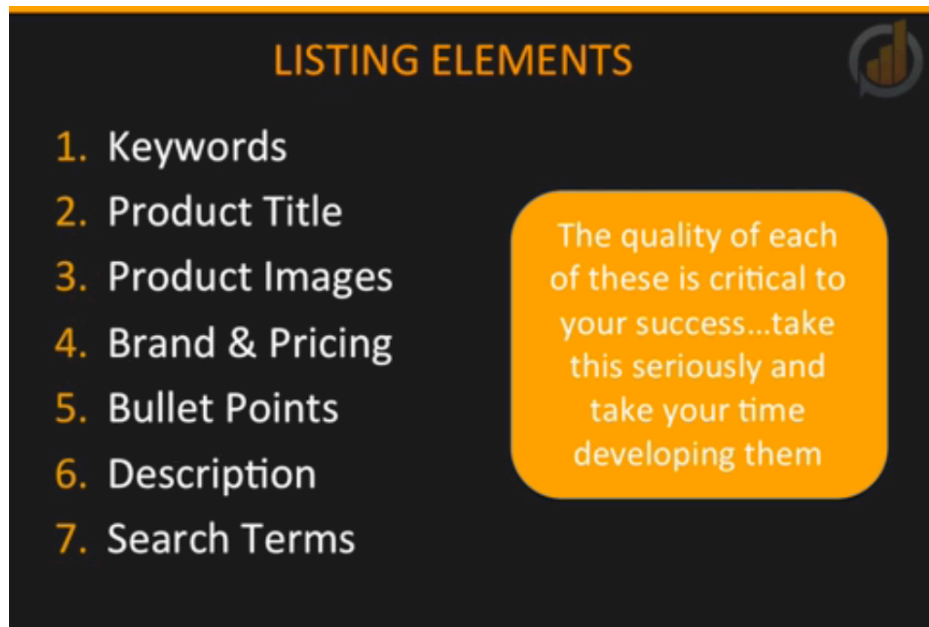 LISTING ELEMENTS
1. Keywords
2. Product Title
3. Product Images
4. Brand & Pricing
5. Bullet Points
6. Description
7. Search Terms
The quality of each
of these is critical to
your success...take
this seriously and
take your time
developing them